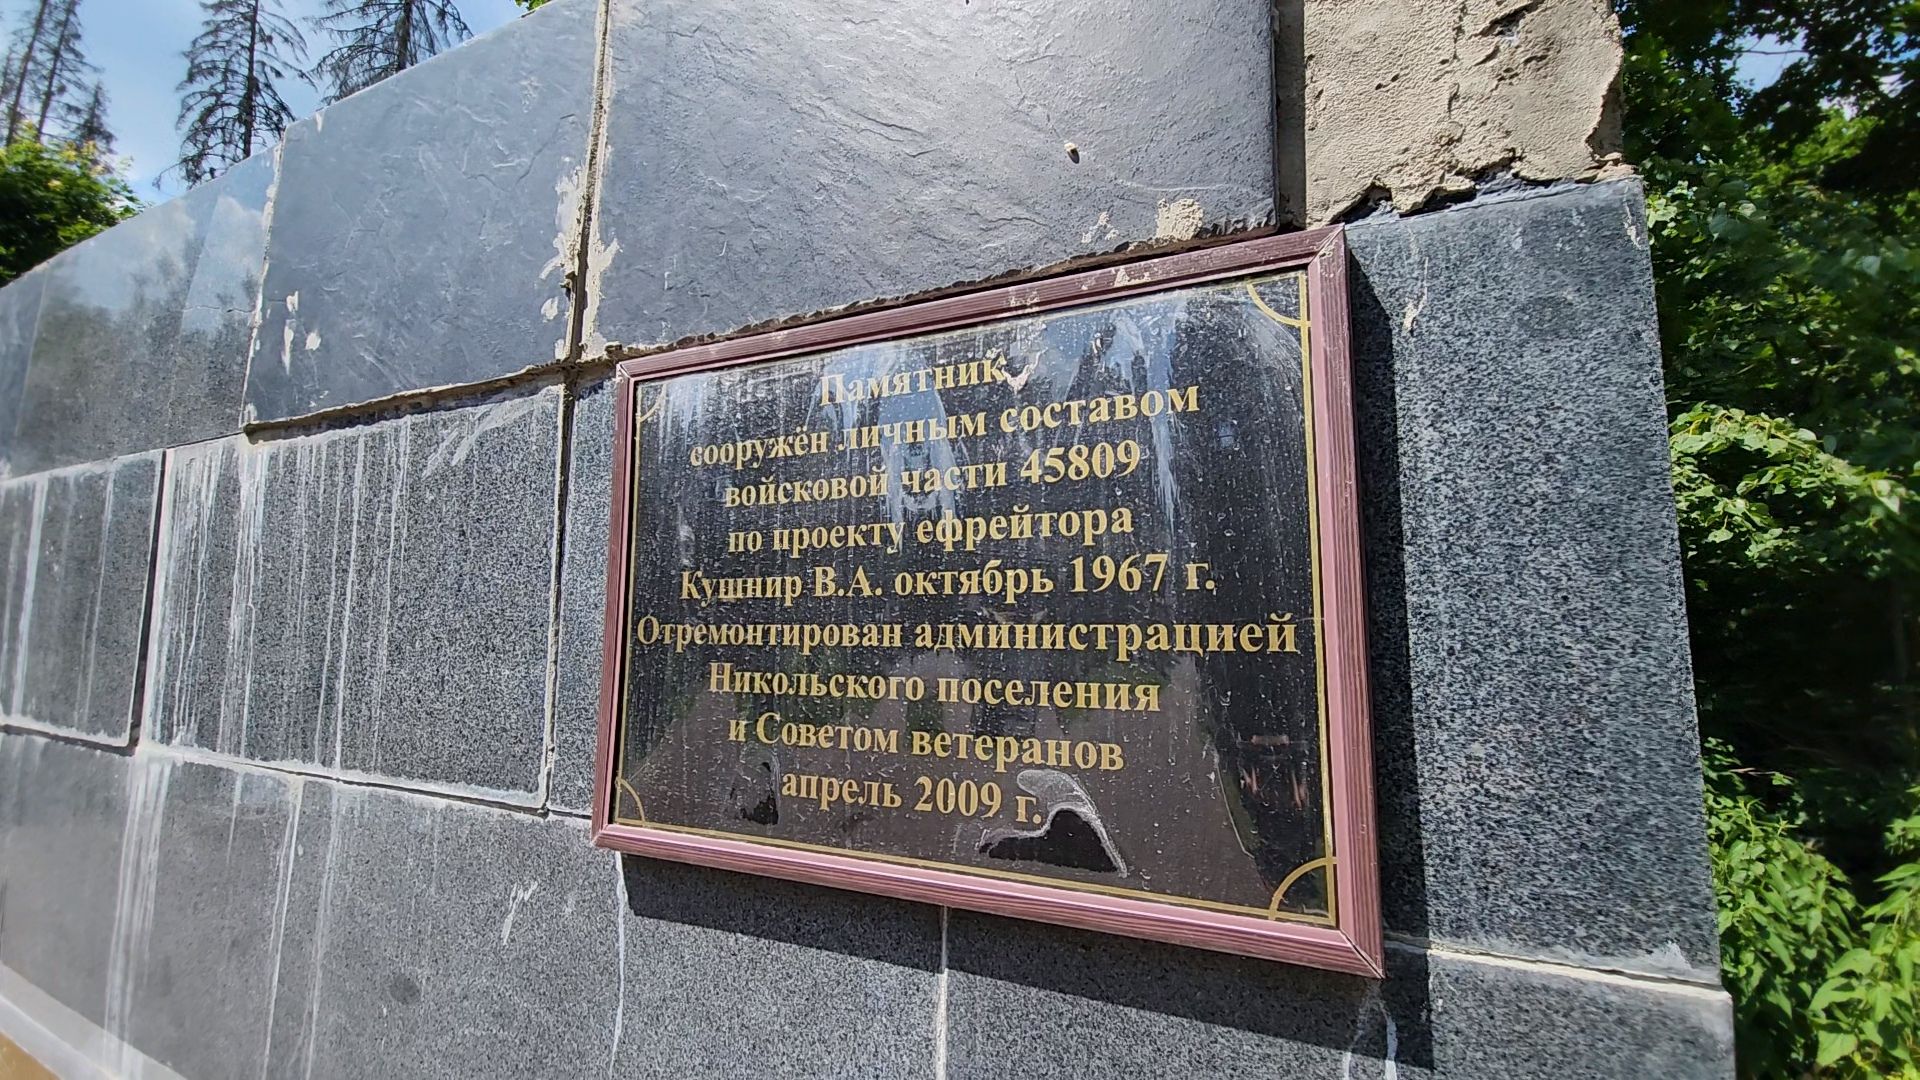 Памятник
сооружён личным составом
войсковой части 45809
по проекту ефрейтора
Кушнир В.А. октябрь 1967 г.
Отремонтирован администрацией
Никольского поселения
и Советом ветеранов
апрель 2009 г.